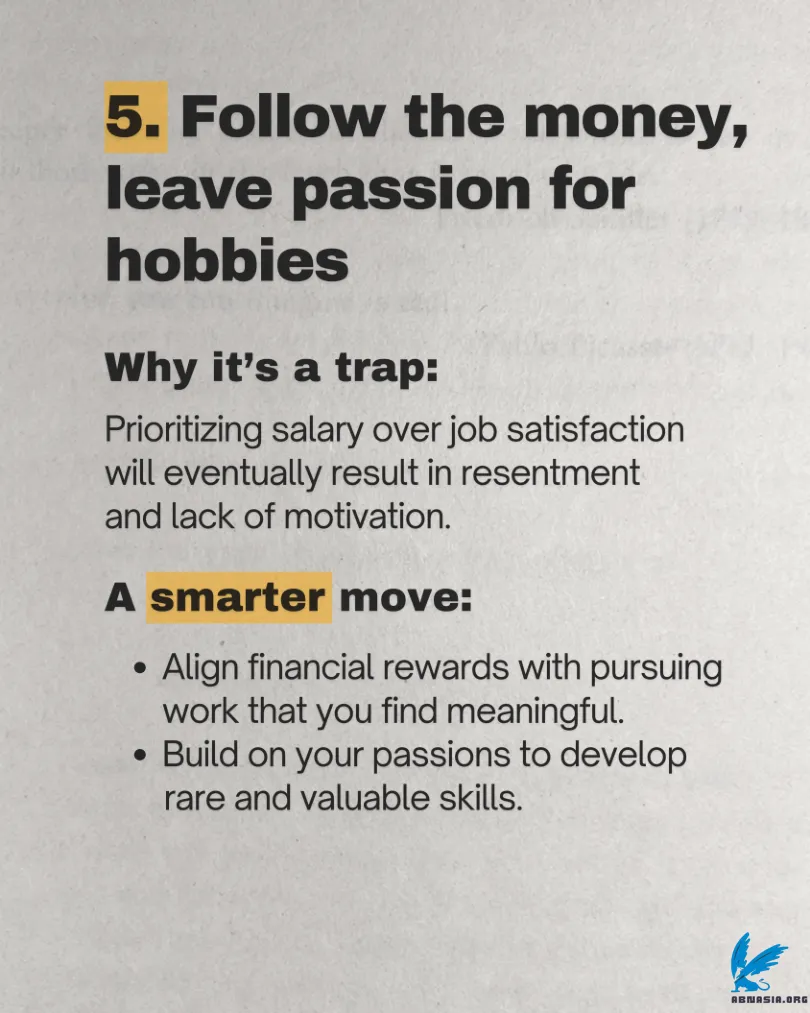 5. Follow the money,
leave passion for
hobbies
Why it's a trap:
Prioritizing salary over job satisfaction
will eventually result in resentment
and lack of motivation.
A smarter move:
• Align financial rewards with pursuing
work that you find meaningful.
• Build on your passions to develop
rare and valuable skills.
ABNASIA.ORG